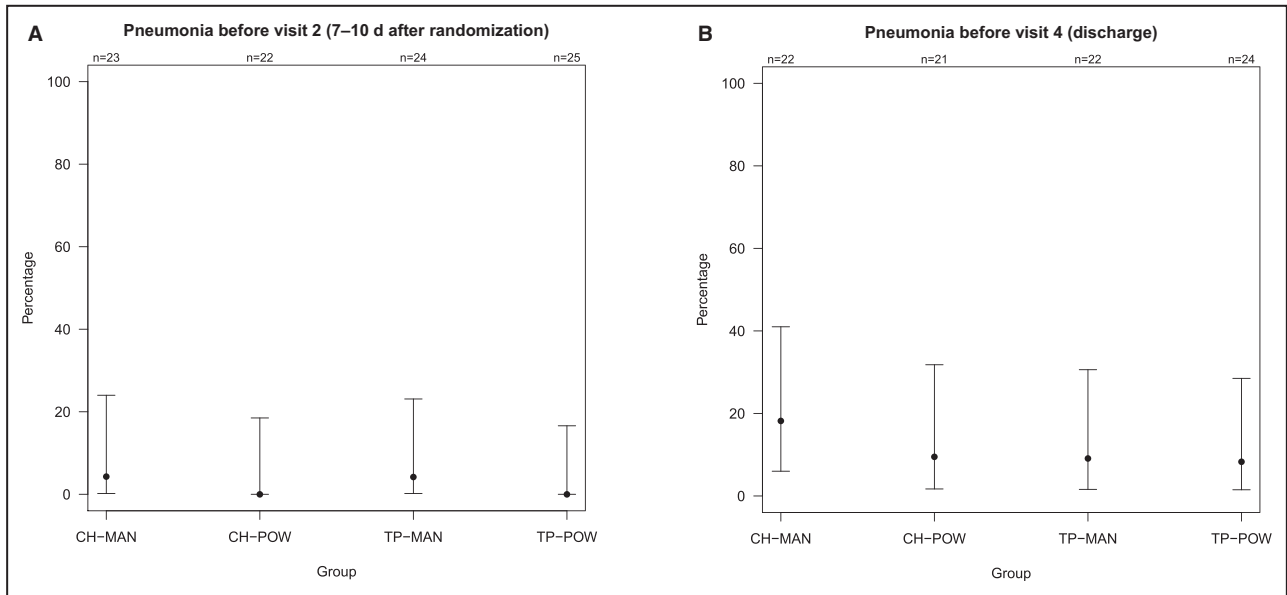 A
Pneumonia before visit 2 (7–10 d after randomization)
n=23 n=22 n=24 n=25
100
80
60
40
20
0
Percentage
CH−MAN CH−POW TP−MAN TP−POW
Group
B
Pneumonia before visit 4 (discharge)
n=22 n=21 n=22 n=24
100
80
60
40
20
0
Percentage
CH−MAN CH−POW TP−MAN TP−POW
Group